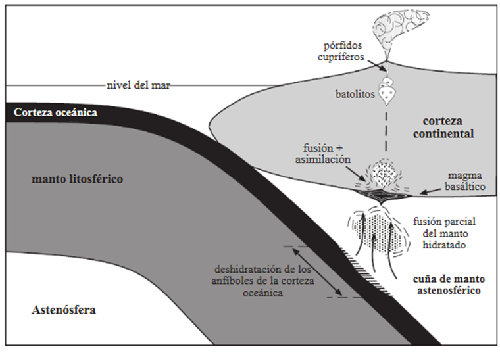 pórfidos
cupríferos
nivel del mar
batolitos
Corteza oceánica
corteza
continental
fusión +
asimilación
manto litosférico
magma
basáltico
fusión parcial
del manto
hidratado
deshidratación de los
anfíboles de la corteza
oceánica
cuña de manto
astenosférico
Astenósfera